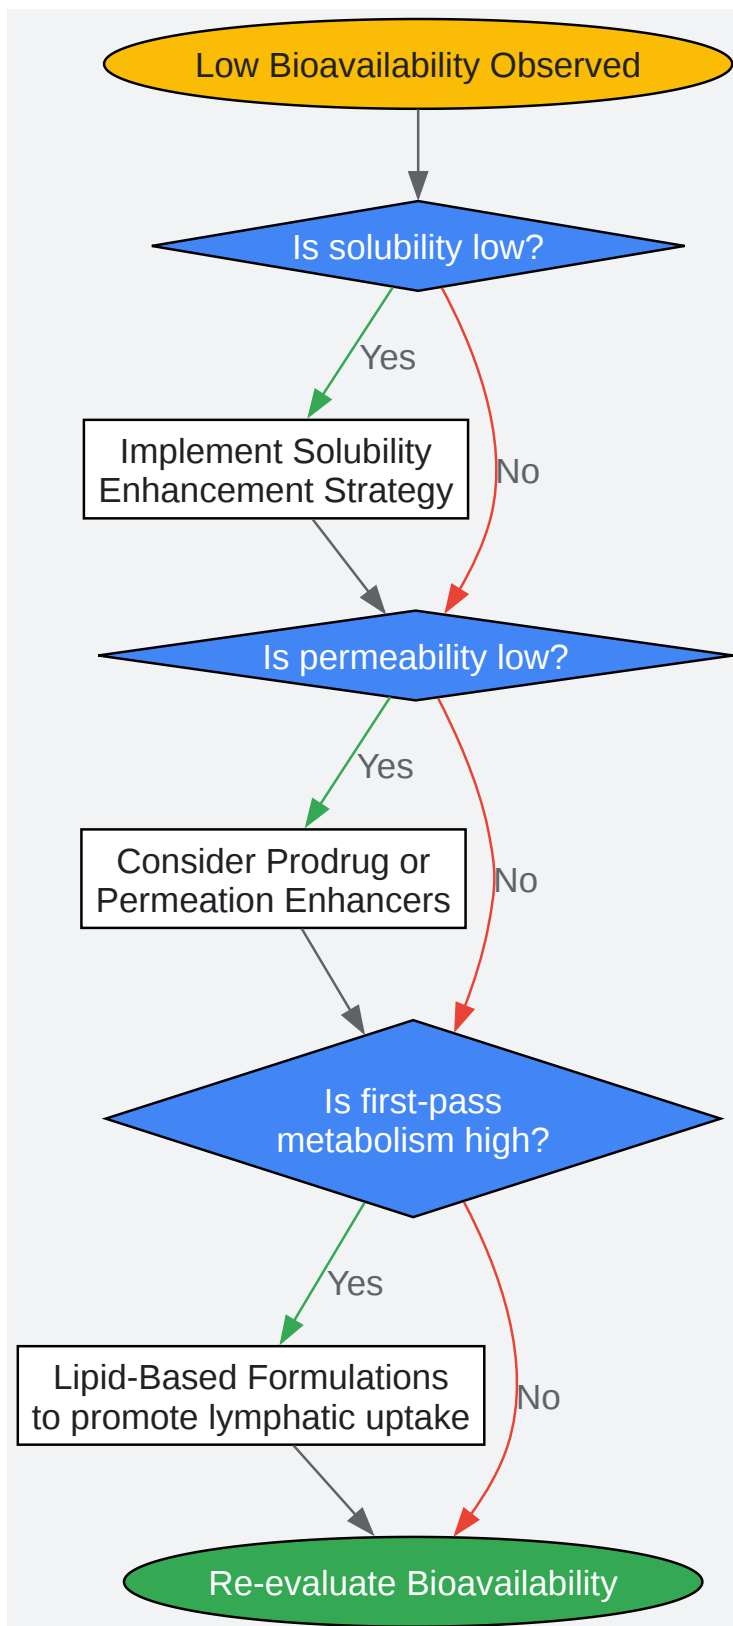 Low Bioavailability Observed
Is solubility low?
Yes
Implement Solubility
Enhancement Strategy
No
Is permeability low?
Yes
Consider Prodrug or
Permeation Enhancers
No
Is first-pass
metabolism high?
Yes
Lipid-Based Formulations
to promote lymphatic uptake
No
Re-evaluate Bioavailability